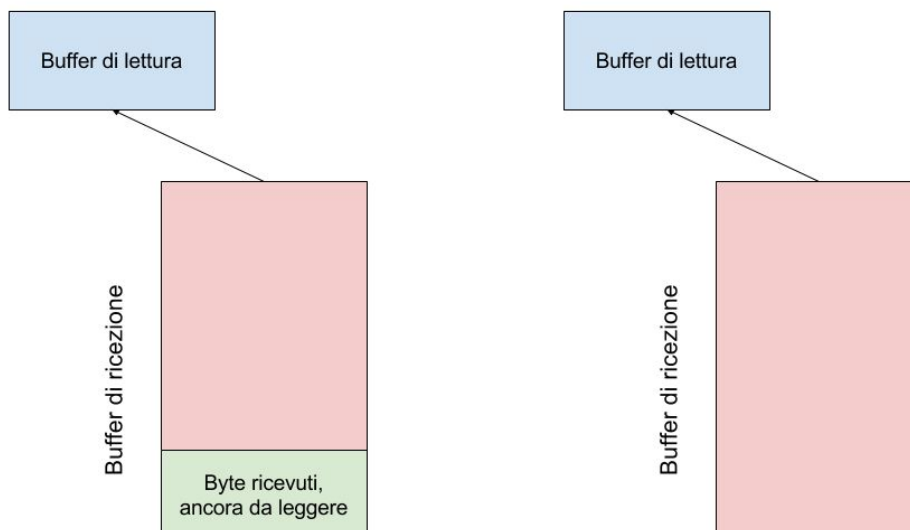 Buffer di lettura
Buffer di lettura
Buffer di ricezione
Buffer di ricezione
Byte ricevuti,
ancora da leggere